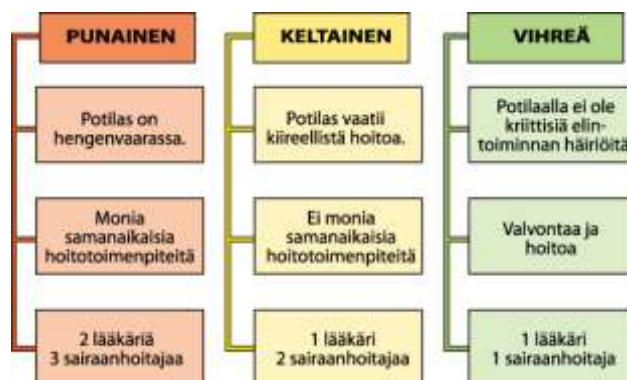 PUNAINEN
Potilas on
hengenvaarassa.
Monia
samanaikaisia
hoitotoimenpiteitä
2 lääkäriä
3 sairaanhoitajaa
KELTAINEN
Potilas vaatii
kiireellistä hoitoa.
Ei monia
samanaikaisia
hoitotoimenpiteitä
1 lääkäri
2 sairaanhoitajaa
VIHREÄ
Potilaalla ei ole
kriittisiä elin-
toiminnan häiriöitä
Valvontaa ja
hoitoa
1 lääkäri
1 sairaanhoitaja